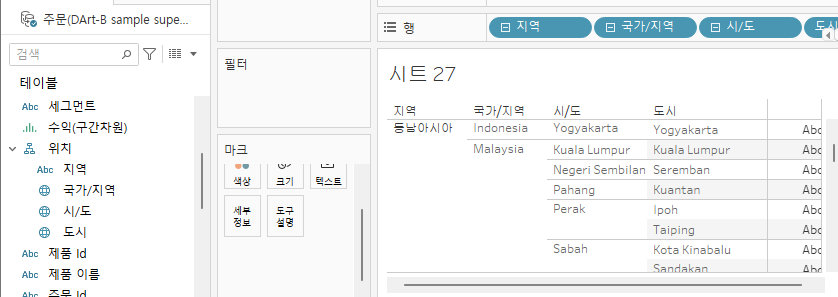 주문(DArt-B sample supe...
검색
테이블
Abc 세그먼트
수익(구간차원)
위치
Abc 지역
국가/지역
시/도
도시
Abc 제품 Id
Abc 제품 이름
Abc 주문 Id
필터
마크
색상 크기 텍스트
세부 정보
도구 설명
행 지역 국가/지역 시/도 도시
시트 27
지역 국가/지역 시/도 도시
동남아시아 Indonesia Yogyakarta Yogyakarta Abc
Malaysia Kuala Lumpur Kuala Lumpur Abc
Negeri Sembilan Seremban Abc
Pahang Kuantan Abc
Perak Ipoh Abc
Taiping Abc
Sabah Kota Kinabalu Abc
Sandakan Abc